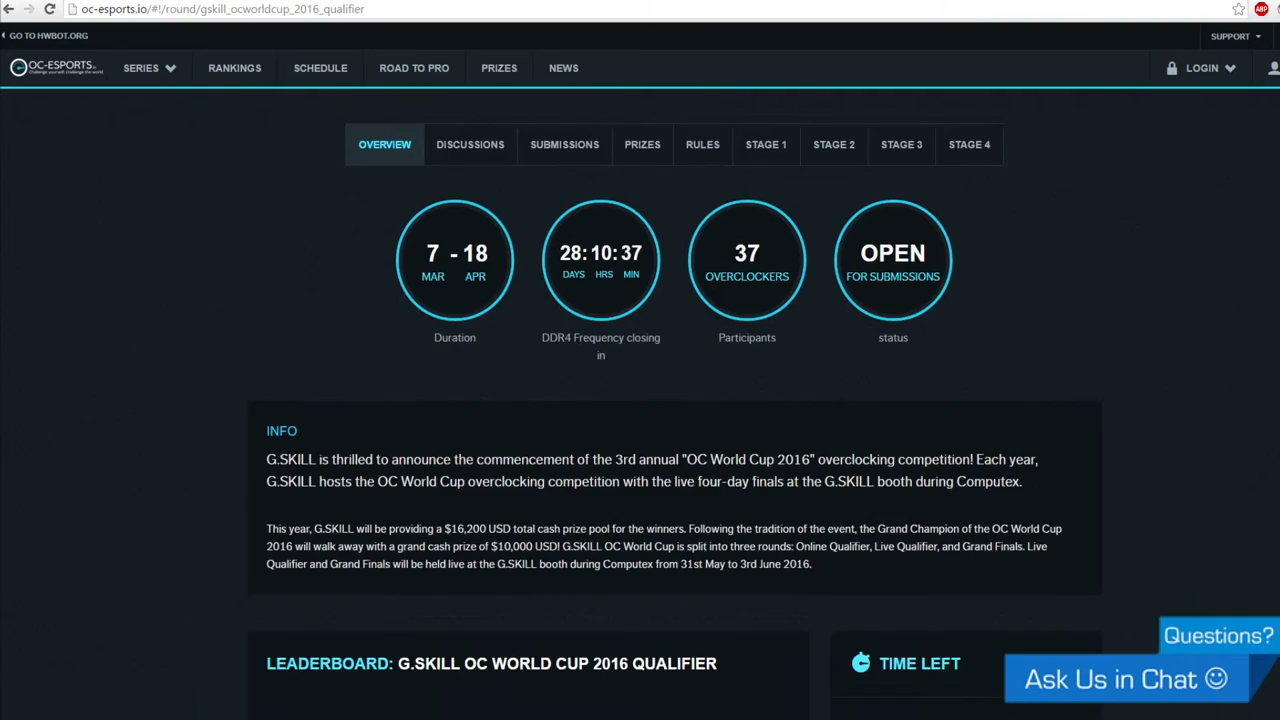 oc-esports.io/#!/round/gskill_ocworldcup_2016_qualifier
ABP
GO TO HWBOT.ORG
SUPPORT
OC-ESPORTS.io
Challenge yourself, challenge the world
SERIES
RANKINGS
SCHEDULE
ROAD TO PRO
PRIZES
NEWS
LOGIN
OVERVIEW
DISCUSSIONS
SUBMISSIONS
PRIZES
RULES
STAGE 1
STAGE 2
STAGE 3
STAGE 4
7 - 18
MAR APR
Duration
28: 10: 37
DAYS HRS MIN
DDR4 Frequency closing
in
37
OVERCLOCKERS
Participants
OPEN
FOR SUBMISSIONS
status
INFO
G.SKILL is thrilled to announce the commencement of the 3rd annual "OC World Cup 2016" overclocking competition! Each year,
G.SKILL hosts the OC World Cup overclocking competition with the live four-day finals at the G.SKILL booth during Computex.
This year, G.SKILL will be providing a $16,200 USD total cash prize pool for the winners. Following the tradition of the event, the Grand Champion of the OC World Cup
2016 will walk away with a grand cash prize of $10,000 USD! G.SKILL OC World Cup is split into three rounds: Online Qualifier, Live Qualifier, and Grand Finals. Live
Qualifier and Grand Finals will be held live at the G.SKILL booth during Computex from 31st May to 3rd June 2016.
LEADERBOARD: G.SKILL OC WORLD CUP 2016 QUALIFIER
TIME LEFT
Questions?
Ask Us in Chat